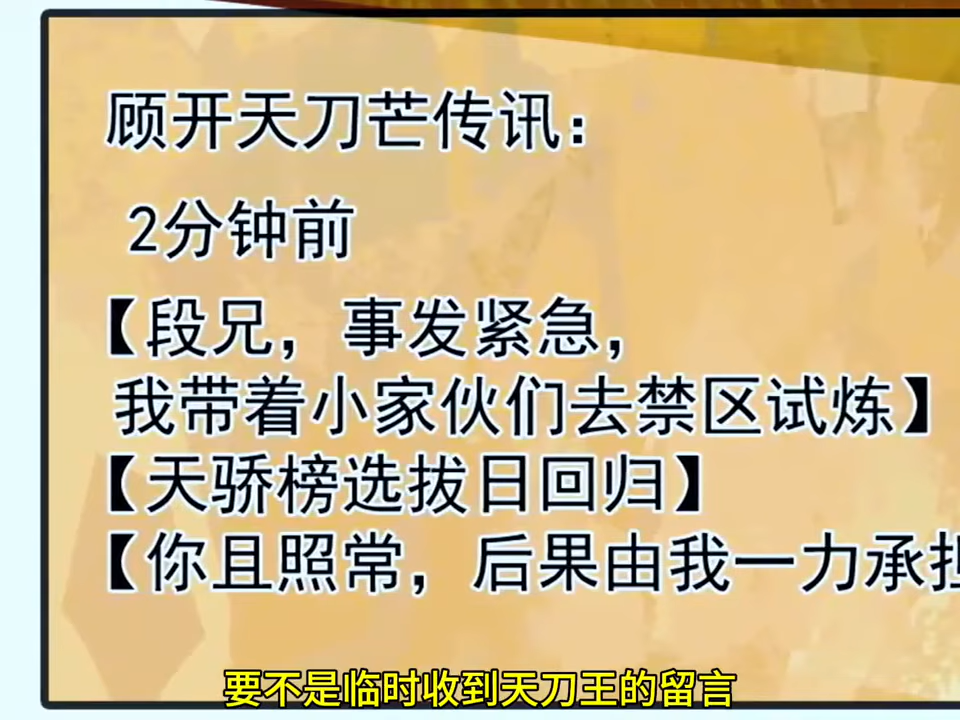 顾开天刀芒传讯：
2分钟前
【段兄，事发紧急，
我带着小家伙们去禁区试炼】
【天骄榜选拔日回归】
【你且照常，后果由我一力承担
要不是临时收到天刀王的留言